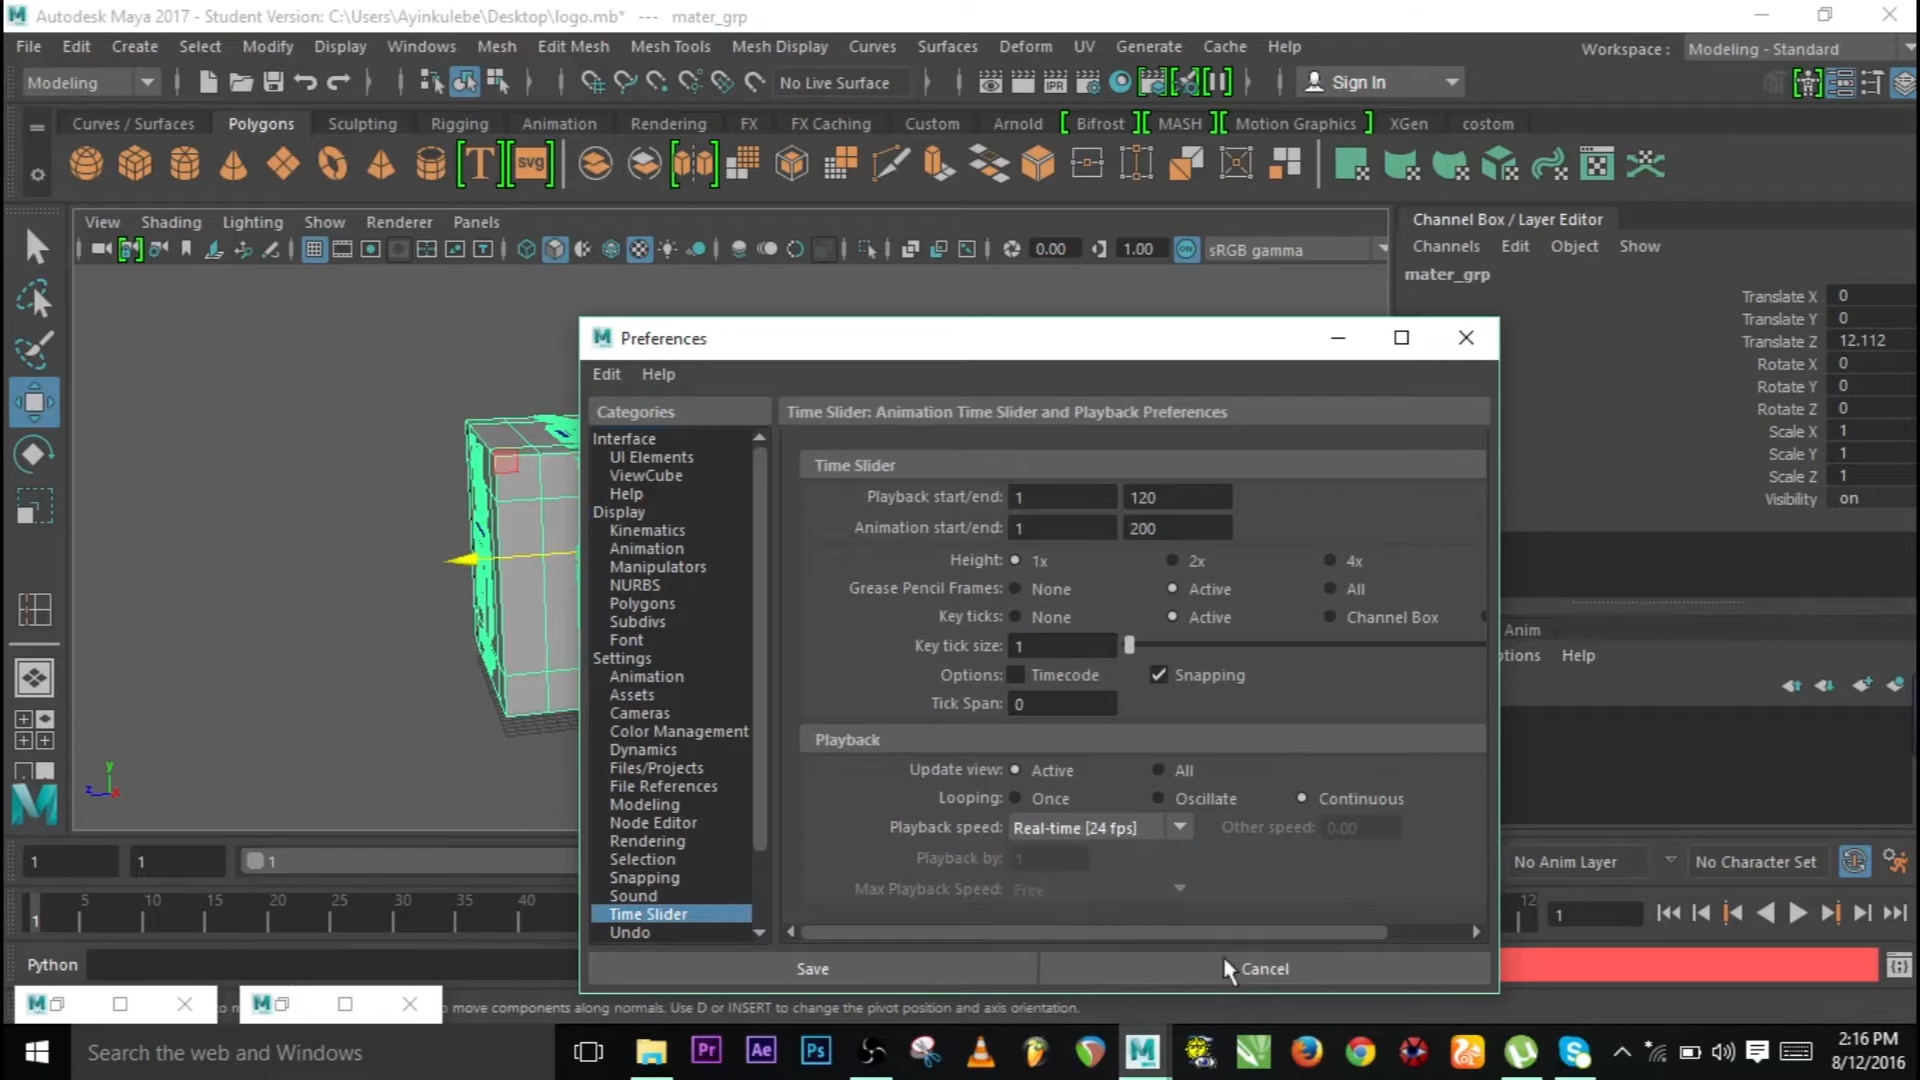 Autodesk Maya 2017 - Student Version: C:\Users\Ayinkulebe\Desktop\logo.mb* --- mater_grp
File Edit Create Select Modify Display Windows Mesh Edit Mesh Mesh Tools Mesh Display Curves Surfaces Deform UV Generate Cache Help Workspace : Modeling - Standard
Modeling No Live Surface IPR Sign In
Curves / Surfaces Polygons Sculpting Rigging Animation Rendering FX FX Caching Custom Arnold Bifrost MASH Motion Graphics XGen costom
T SVG
View Shading Lighting Show Renderer Panels
0.00 1.00 ON sRGB gamma
Channel Box / Layer Editor
Channels Edit Object Show
mater_grp
Translate X 0
Translate Y 0
Translate Z 12.112
Rotate X 0
Rotate Y 0
Rotate Z 0
Scale X 1
Scale Y 1
Scale Z 1
Visibility on
Preferences
Edit Help
Categories
Interface
UI Elements
ViewCube
Help
Display
Kinematics
Animation
Manipulators
NURBS
Polygons
Subdivs
Font
Settings
Animation
Assets
Cameras
Color Management
Dynamics
Files/Projects
File References
Modeling
Node Editor
Rendering
Selection
Snapping
Sound
Time Slider
Undo
Time Slider: Animation Time Slider and Playback Preferences
Time Slider
Playback start/end: 1 120
Animation start/end: 1 200
Height: 1x 2x 4x
Grease Pencil Frames: None Active All
Key ticks: None Active Channel Box
Key tick size: 1
Options: Timecode Snapping
Tick Span: 0
Playback
Update view: Active All
Looping: Once Oscillate Continuous
Playback speed: Real-time [24 fps] Other speed: 0.00
Playback by: 1
Max Playback Speed: Free
Save Cancel
Anim
ptions Help
y
z x
1 1 1
No Anim Layer No Character Set
1 5 10 15 20 25 30 35 40 12 1
Python
to move components along normals. Use D or INSERT to change the pivot position and axis orientation.
Search the web and Windows
Pr Ae Ps
2:16 PM
8/12/2016